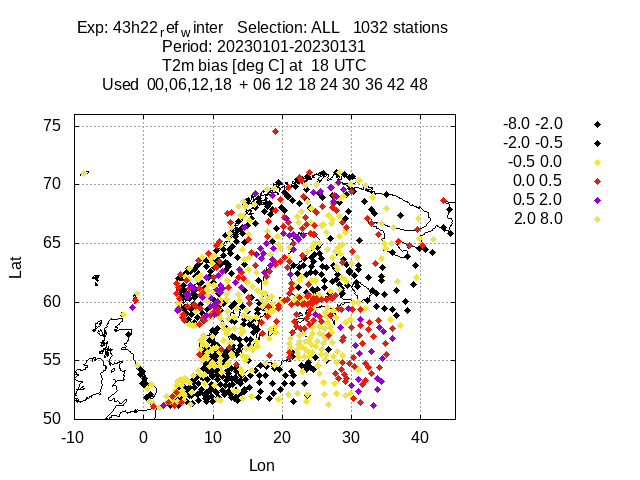 Exp: 43h22refwinter Selection: ALL 1032 stations
Period: 20230101-20230131
T2m bias [deg C] at 18 UTC
Used 00,06,12,18 + 06 12 18 24 30 36 42 48
-8.0 -2.0
-2.0 -0.5
-0.5 0.0
0.0 0.5
0.5 2.0
2.0 8.0
75
70
65
60
55
50
Lat
-10 0 10 20 30 40
Lon